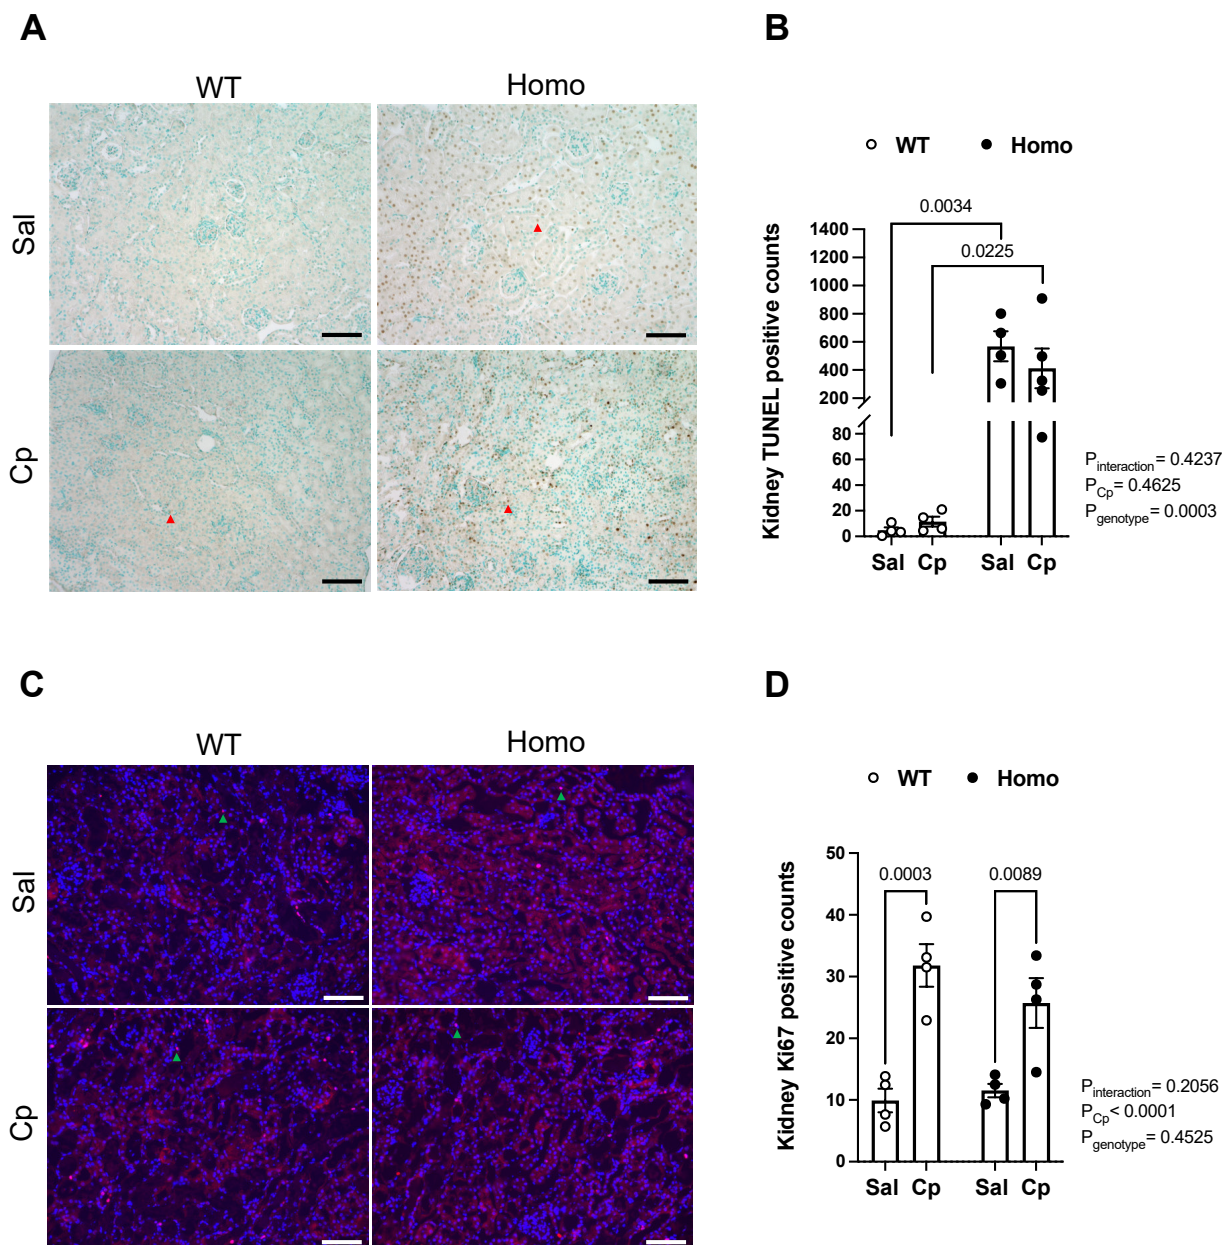 A
WT
Homo
Sal
Cp
B
WT
Homo
Kidney TUNEL positive counts
1400
1200
1000
800
600
400
200
80
60
40
20
0
0.0034
0.0225
Sal
Cp
Sal
Cp
Pinteraction = 0.4237
PCp = 0.4625
Pgenotype = 0.0003
C
WT
Homo
Sal
Cp
D
WT
Homo
Kidney Ki67 positive counts
50
40
30
20
10
0
0.0003
0.0089
Sal
Cp
Sal
Cp
Pinteraction = 0.2056
PCp < 0.0001
Pgenotype = 0.4525